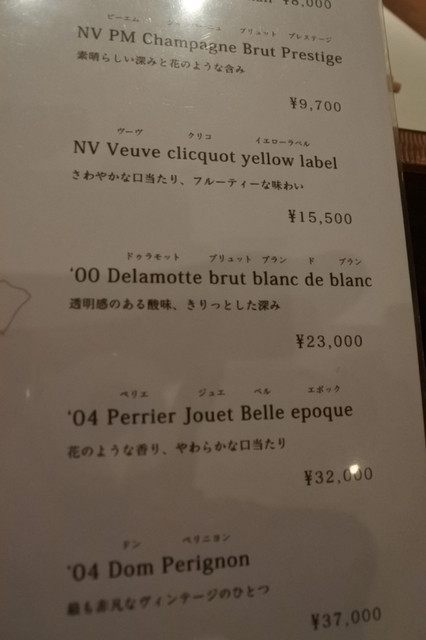 ¥8,000
ピーエム シャンパーニュ ブリュット プレステージ
NV PM Champagne Brut Prestige
素晴らしい深みと花のような含み
¥9,700
ヴーヴ クリコ イエローラベル
NV Veuve clicquot yellow label
さわやかな口当たり、フルーティーな味わい
¥15,500
ドゥラモット ブリュット ブラン ド ブラン
'00 Delamotte brut blanc de blanc
透明感のある酸味、きりっとした深み
¥23,000
ペリエ ジュエ ベル エポック
'04 Perrier Jouet Belle epoque
花のような香り、やわらかな口当たり
¥32,000
ドン ペリニヨン
'04 Dom Perignon
最も非凡なヴィンテージのひとつ
¥37,000